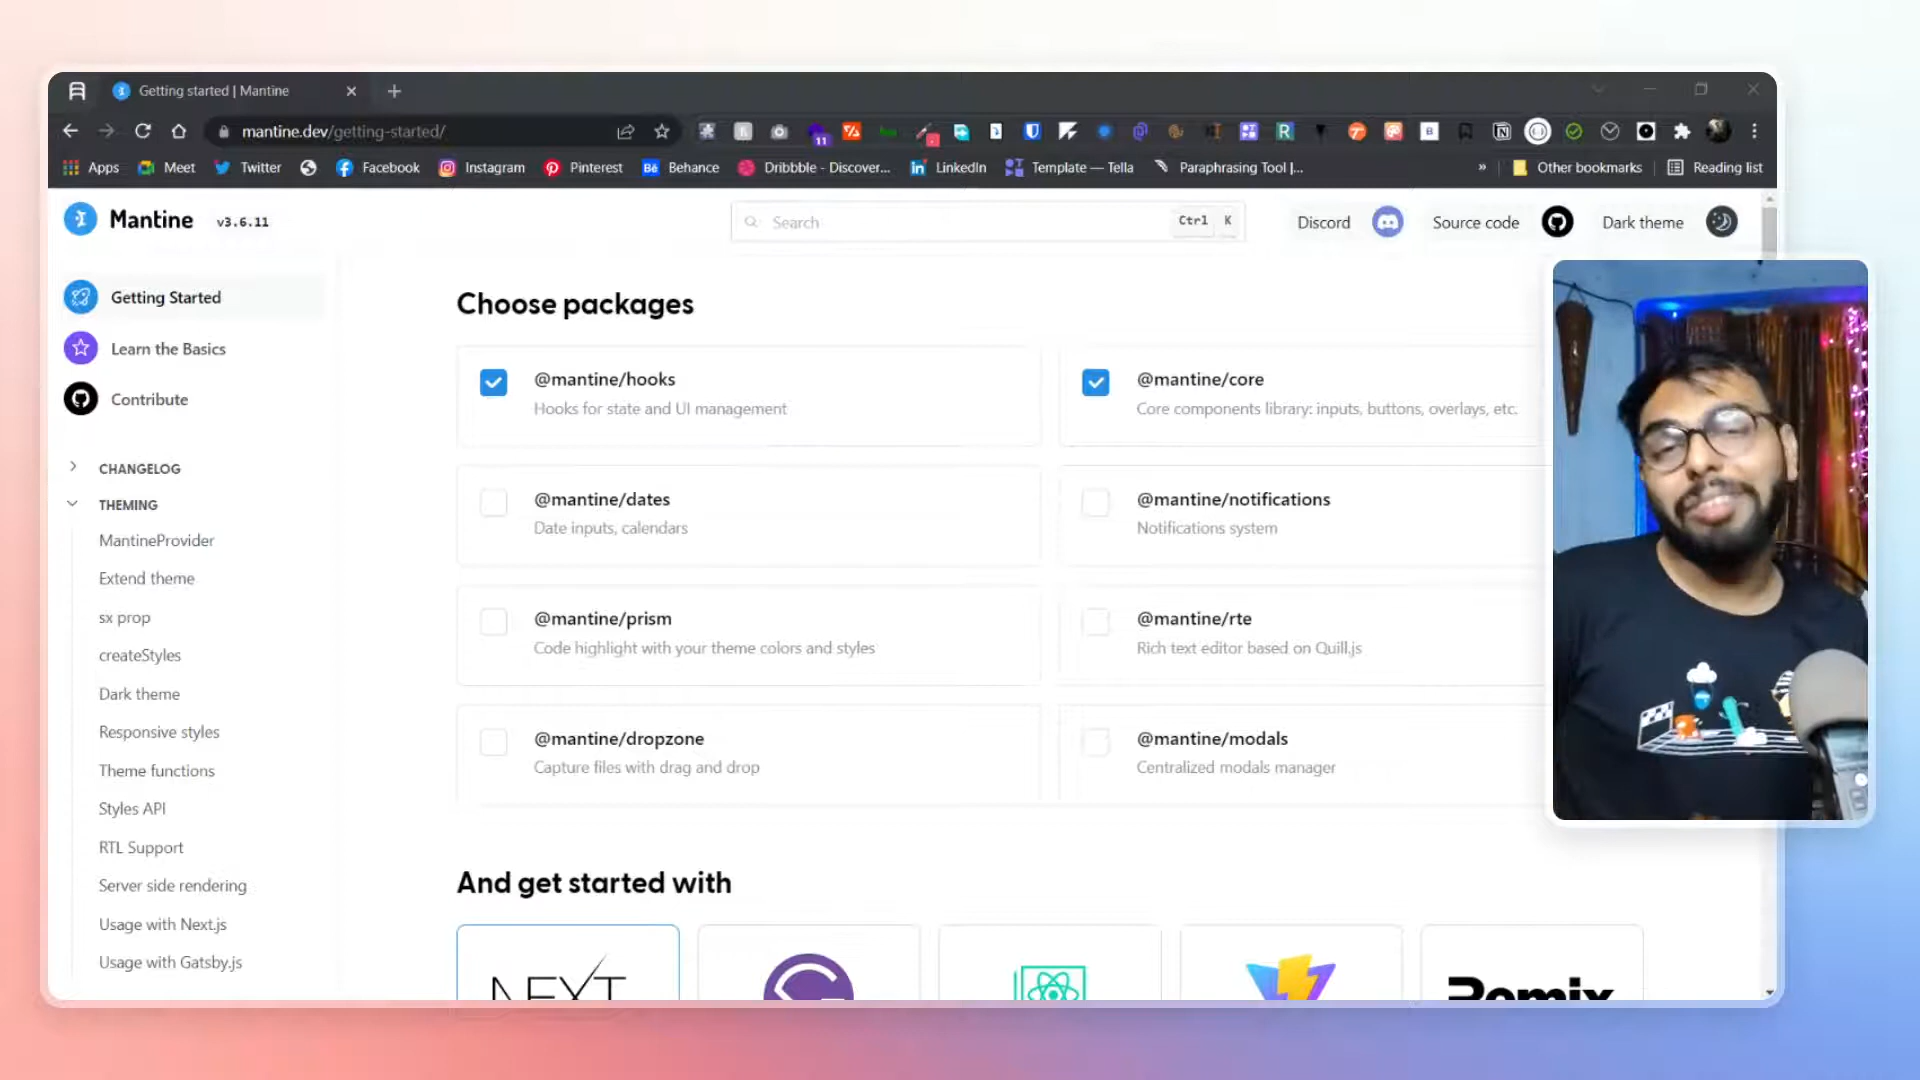 Getting started | Mantine
mantine.dev/getting-started/
11
Apps
Meet
Twitter
Facebook
Instagram
Pinterest
Behance
Dribbble - Discover...
LinkedIn
Template — Tella
Paraphrasing Tool |...
»
Other bookmarks
Reading list
Mantine
v3.6.11
Search
Ctrl K
Discord
Source code
Dark theme
Getting Started
Learn the Basics
Contribute
CHANGELOG
THEMING
MantineProvider
Extend theme
sx prop
createStyles
Dark theme
Responsive styles
Theme functions
Styles API
RTL Support
Server side rendering
Usage with Next.js
Usage with Gatsby.js
Choose packages
@mantine/hooks
Hooks for state and UI management
@mantine/core
Core components library: inputs, buttons, overlays, etc.
@mantine/dates
Date inputs, calendars
@mantine/notifications
Notifications system
@mantine/prism
Code highlight with your theme colors and styles
@mantine/rte
Rich text editor based on Quill.js
@mantine/dropzone
Capture files with drag and drop
@mantine/modals
Centralized modals manager
And get started with
NEXT
Remix